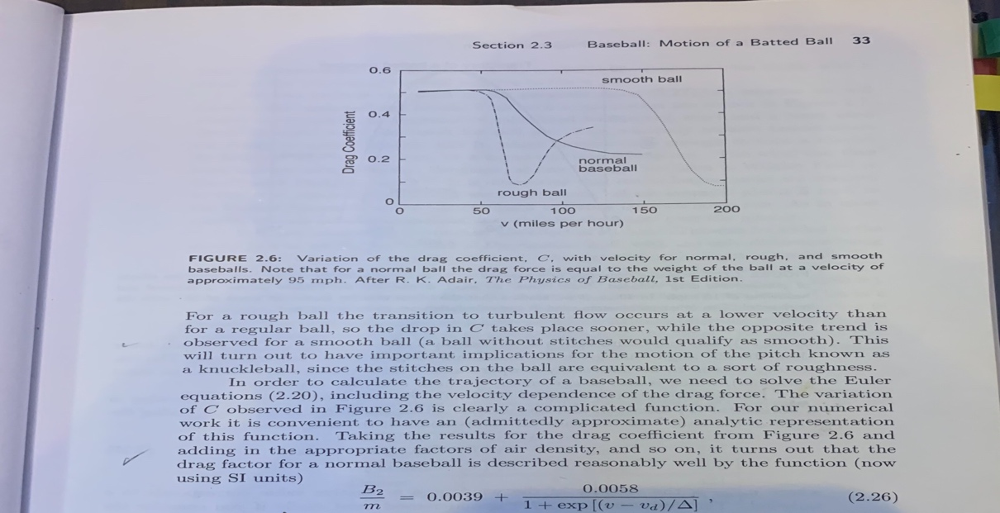 Section 2.3 Baseball: Motion of a Batted Ball 33
0.6
smooth ball
0.4
Drag Coefficient
0.2
normal
baseball
rough ball
0
0 50 100 150 200
v (miles per hour)
FIGURE 2.6: Variation of the drag coefficient, C, with velocity for normal, rough, and smooth
baseballs. Note that for a normal ball the drag force is equal to the weight of the ball at a velocity of
approximately 95 mph. After R. K. Adair, The Physics of Baseball, 1st Edition.
For a rough ball the transition to turbulent flow occurs at a lower velocity than
for a regular ball, so the drop in C takes place sooner, while the opposite trend is
observed for a smooth ball (a ball without stitches would qualify as smooth). This
will turn out to have important implications for the motion of the pitch known as
a knuckleball, since the stitches on the ball are equivalent to a sort of roughness.
In order to calculate the trajectory of a baseball, we need to solve the Euler
equations (2.20), including the velocity dependence of the drag force. The variation
of C observed in Figure 2.6 is clearly a complicated function. For our numerical
work it is convenient to have an (admittedly approximate) analytic representation
of this function. Taking the results for the drag coefficient from Figure 2.6 and
adding in the appropriate factors of air density, and so on, it turns out that the
drag factor for a normal baseball is described reasonably well by the function (now
using SI units)
B₂/m = 0.0039 + 0.0058/1 + exp [(v − v_d)/Δ] , (2.26)